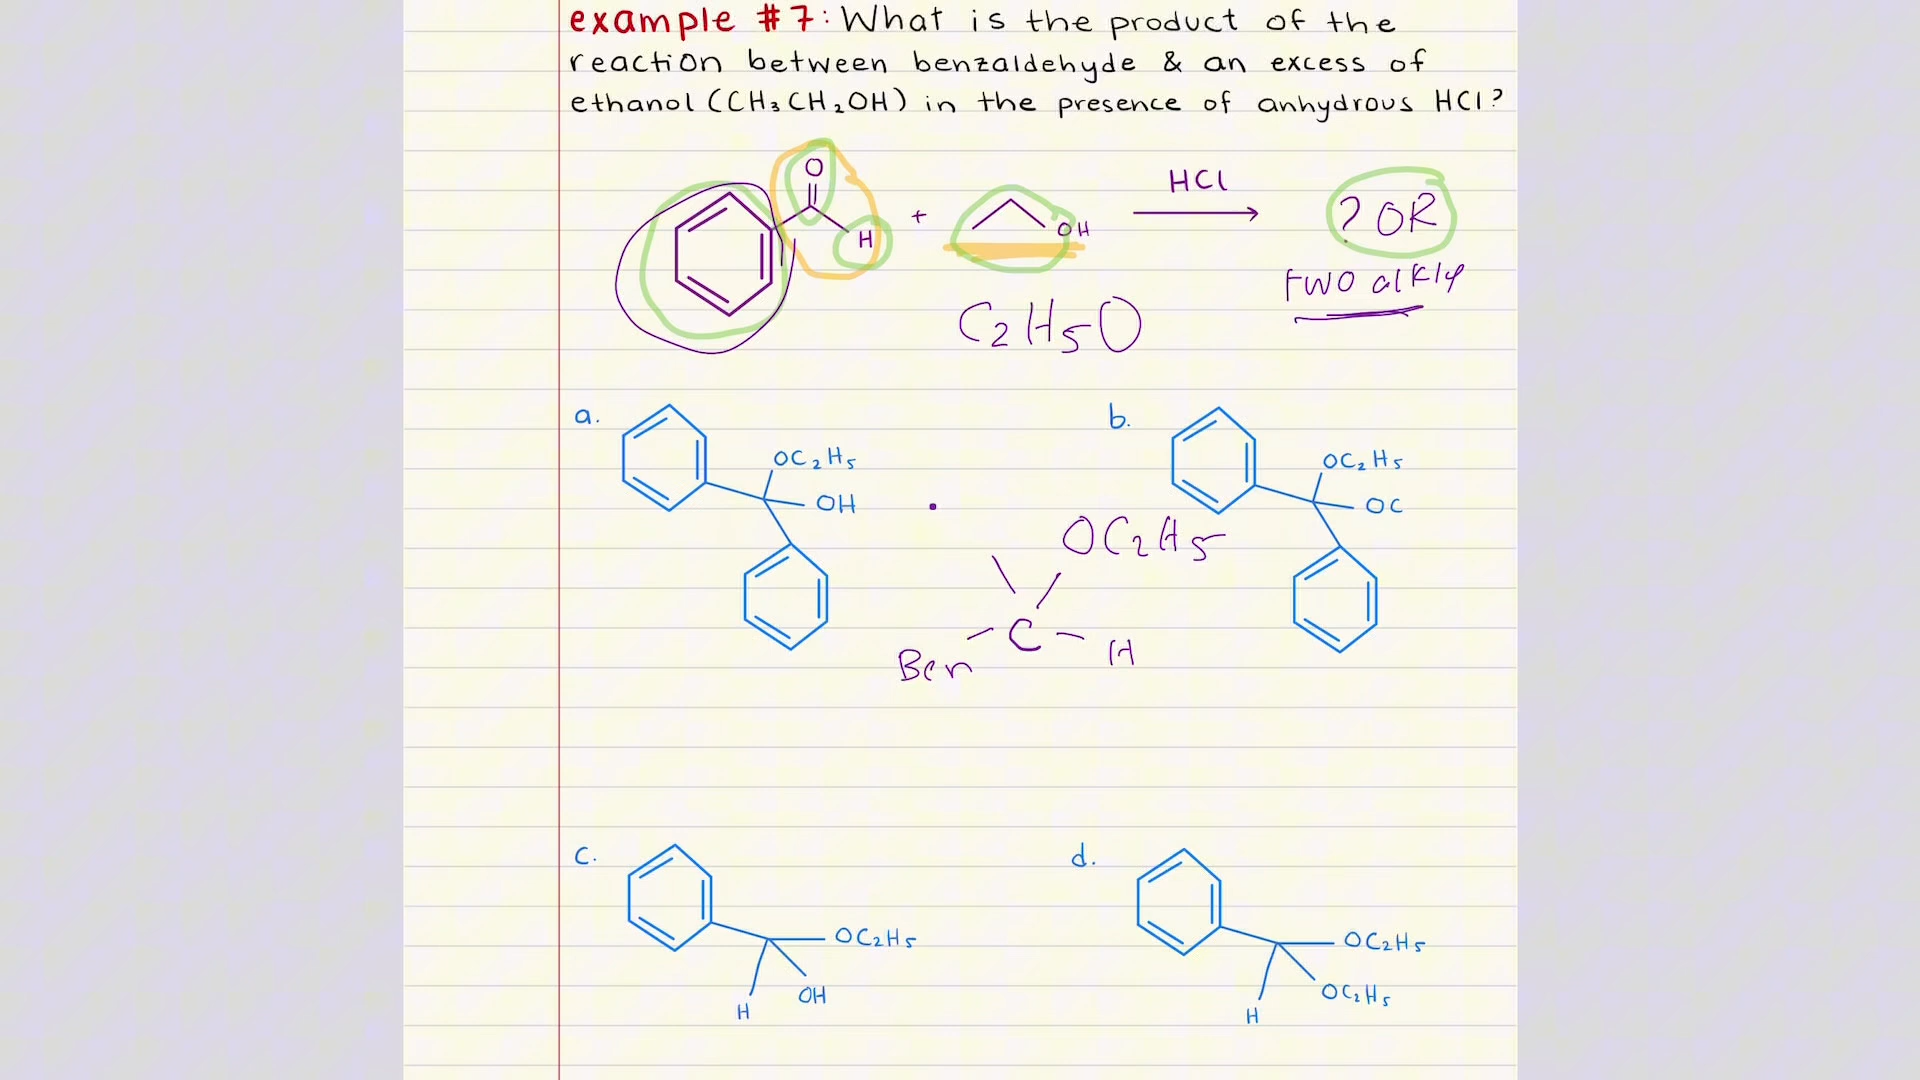 example #7: What is the product of the
reaction between benzaldehyde & an excess of
ethanol (CH₃CH₂OH) in the presence of anhydrous HCl?
O
H
+
OH
HCl
? OR
two alkly
C₂H₅O
a.
OC₂H₅
OH
b.
OC₂H₅
OC
OC₂H₅
C
H
Ben
c.
OC₂H₅
OH
H
d.
OC₂H₅
OC₂H₅
H